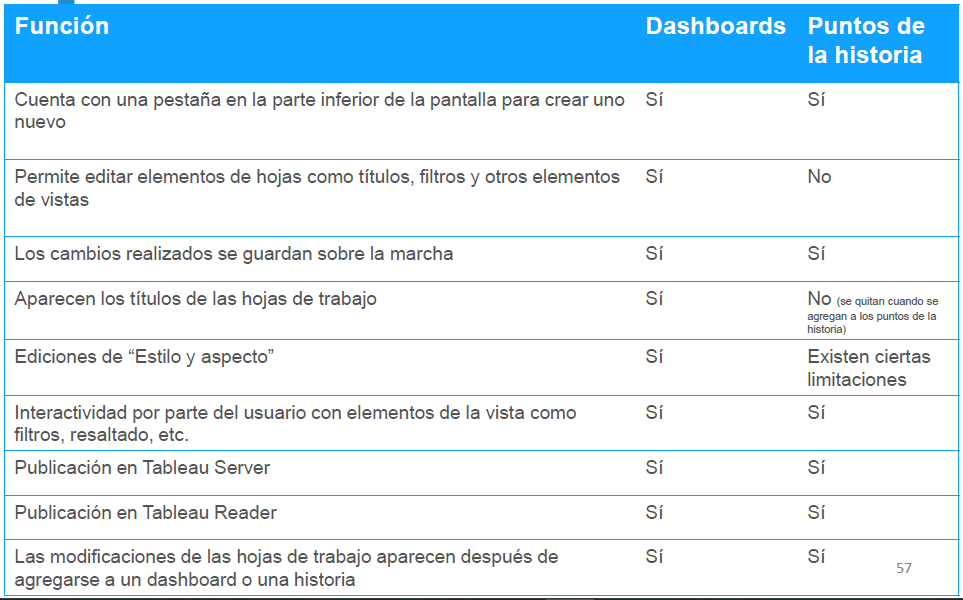 Función Dashboards Puntos de
la historia
Cuenta con una pestaña en la parte inferior de la pantalla para crear uno Sí Sí
nuevo
Permite editar elementos de hojas como títulos, filtros y otros elementos Sí No
de vistas
Los cambios realizados se guardan sobre la marcha Sí Sí
Aparecen los títulos de las hojas de trabajo Sí No (se quitan cuando se
agregan a los puntos de la
historia)
Ediciones de “Estilo y aspecto” Sí Existen ciertas
limitaciones
Interactividad por parte del usuario con elementos de la vista como Sí Sí
filtros, resaltado, etc.
Publicación en Tableau Server Sí Sí
Publicación en Tableau Reader Sí Sí
Las modificaciones de las hojas de trabajo aparecen después de Sí Sí
agregarse a un dashboard o una historia
57